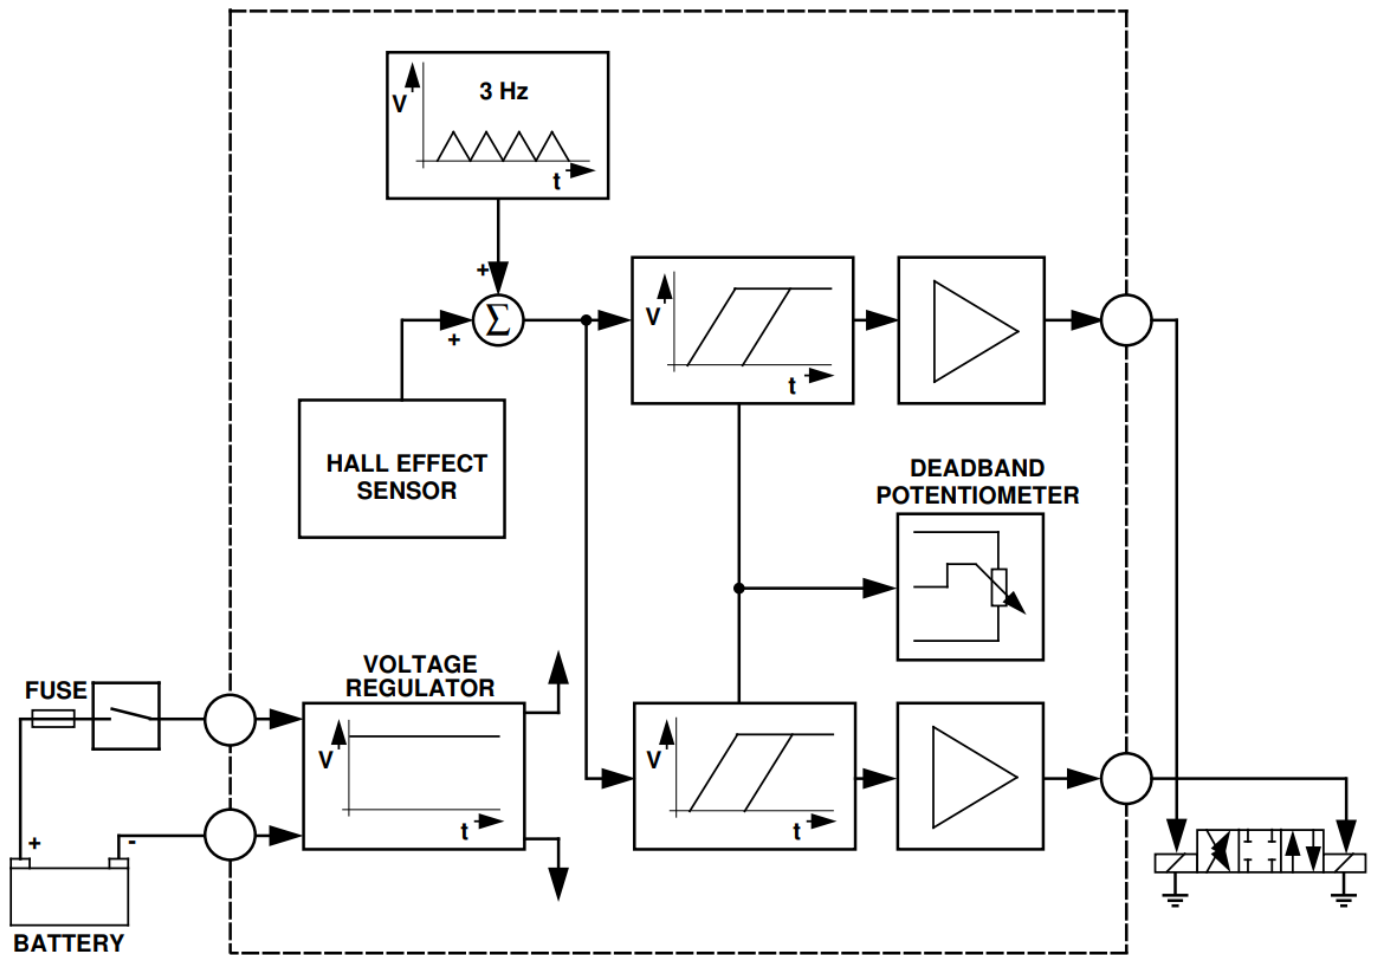 3 Hz
V
t
+
Σ
+
V
t
HALL EFFECT
SENSOR
DEADBAND
POTENTIOMETER
VOLTAGE
REGULATOR
FUSE
V
t
V
t
+
-
BATTERY